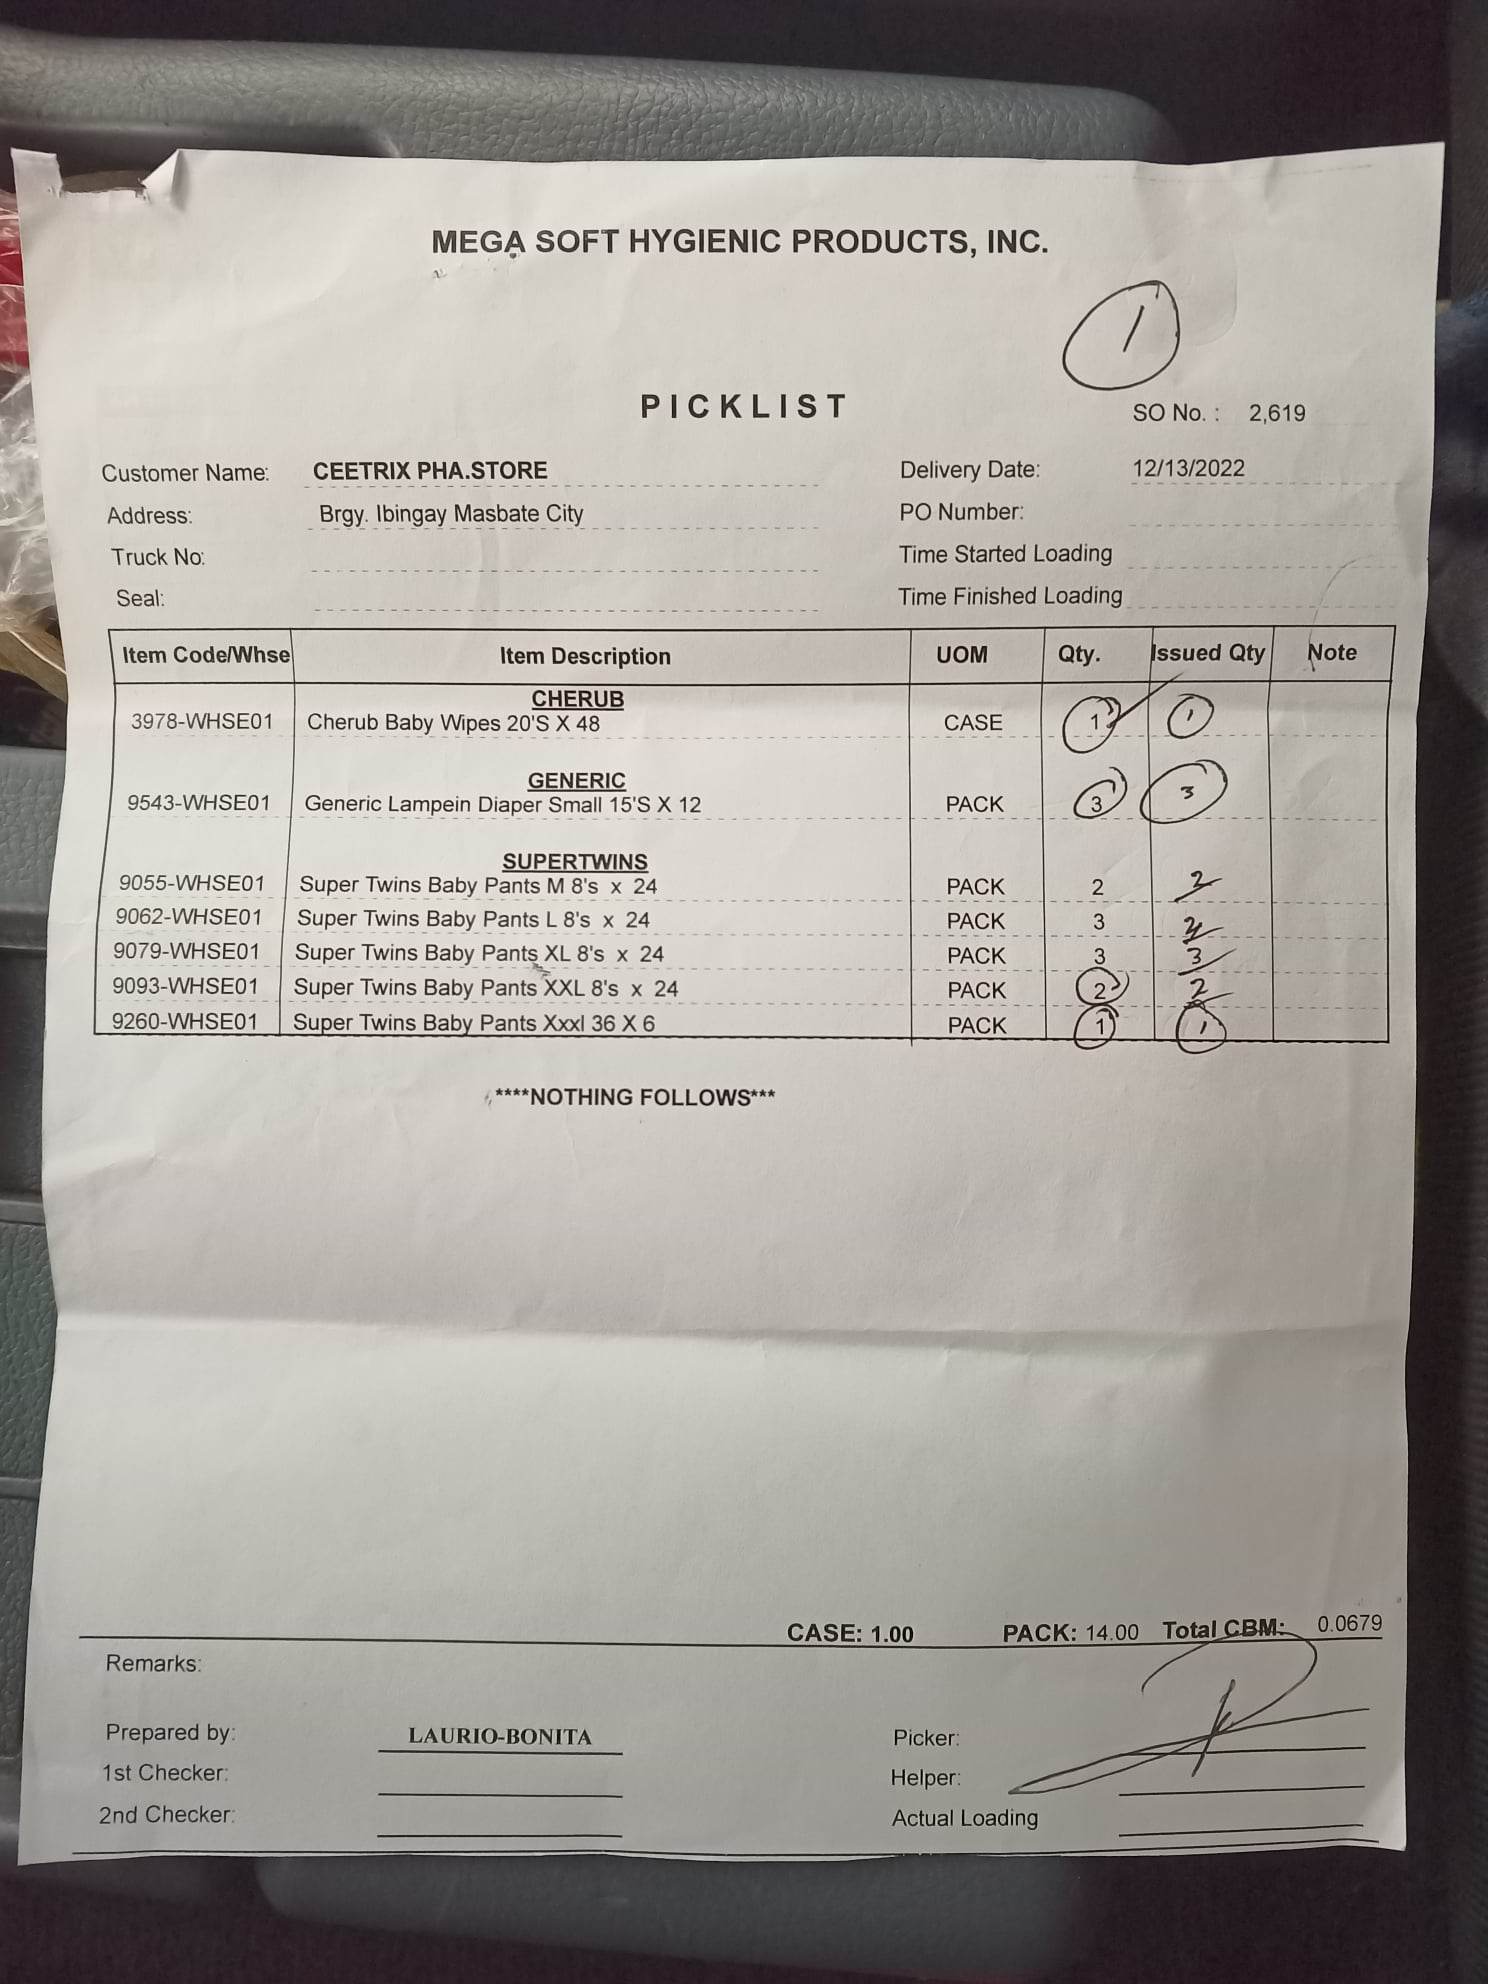 MEGA SOFT HYGIENIC PRODUCTS, INC.
1
PICKLIST
SO No. : 2,619
Customer Name: CEETRIX PHA.STORE Delivery Date: 12/13/2022
Address: Brgy. Ibingay Masbate City PO Number:
Truck No: Time Started Loading
Seal: Time Finished Loading
Item Code/Whse Item Description UOM Qty. Issued Qty Note
CHERUB
3978-WHSE01 Cherub Baby Wipes 20'S X 48 CASE 1 1
GENERIC
9543-WHSE01 Generic Lampein Diaper Small 15'S X 12 PACK 3 3
SUPERTWINS
9055-WHSE01 Super Twins Baby Pants M 8's x 24 PACK 2 2
9062-WHSE01 Super Twins Baby Pants L 8's x 24 PACK 3
9079-WHSE01 Super Twins Baby Pants XL 8's x 24 PACK 3 3
9093-WHSE01 Super Twins Baby Pants XXL 8's x 24 PACK 2 2
9260-WHSE01 Super Twins Baby Pants Xxxl 36 X 6 PACK 1 1
****NOTHING FOLLOWS***
CASE: 1.00 PACK: 14.00 Total CBM: 0.0679
Remarks:
Prepared by: LAURIO-BONITA Picker:
1st Checker: Helper:
2nd Checker: Actual Loading